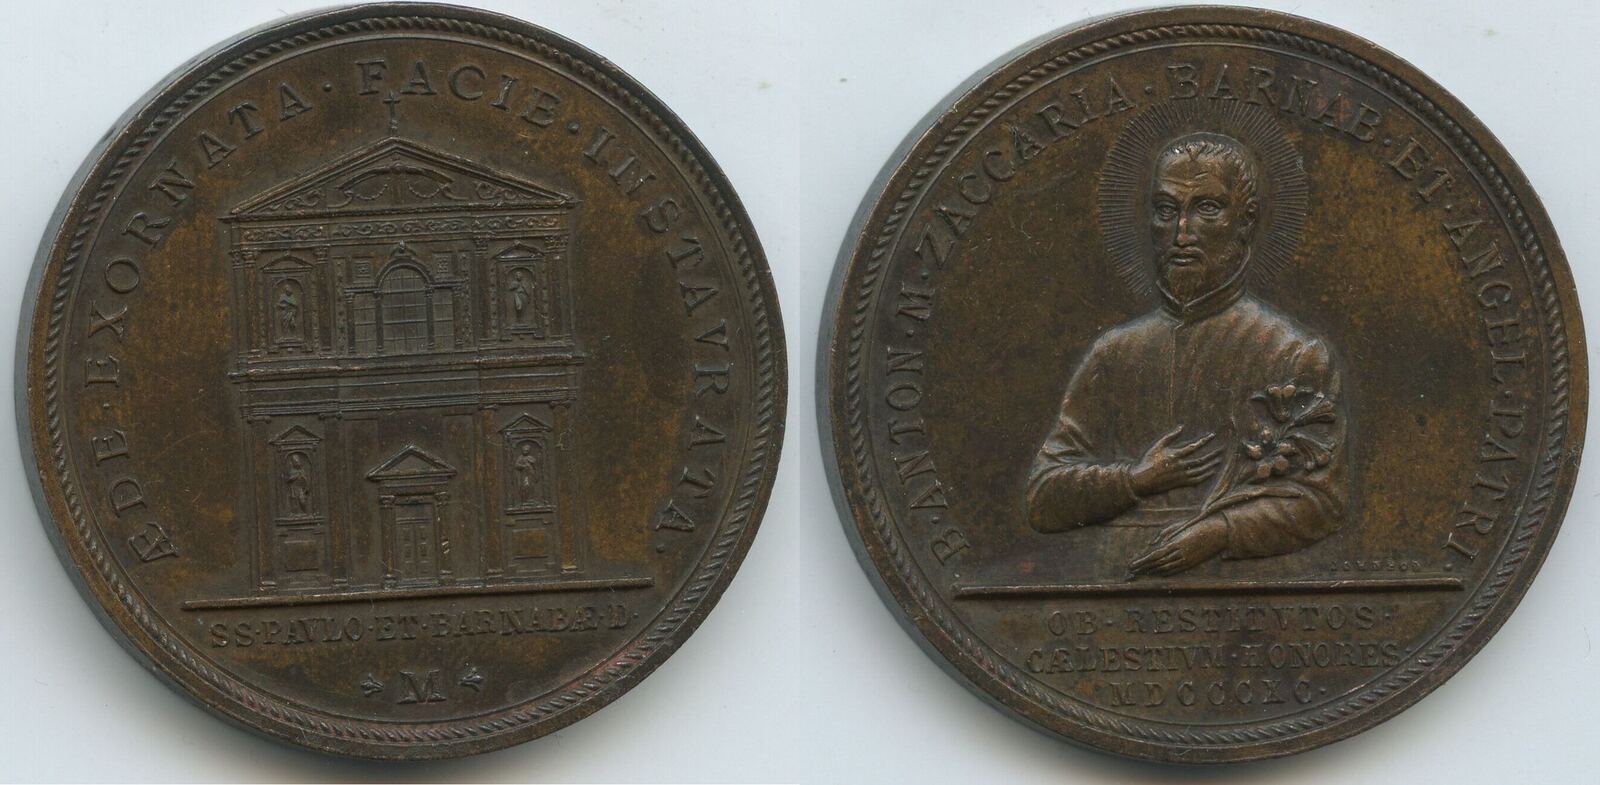 ÆDE · EXORNATA · FACIE · INSTAVRATA ·
SS · PAVLO · ET · BARNABÆ · D ·
M
B · ANTON · M · ZACCARIA · BARNAB · ET · ANGEL · PATRI ·
JOHNSON
OB · RESTITVTOS ·
CÆLESTIVM · HONORES
· MDCCCXC ·